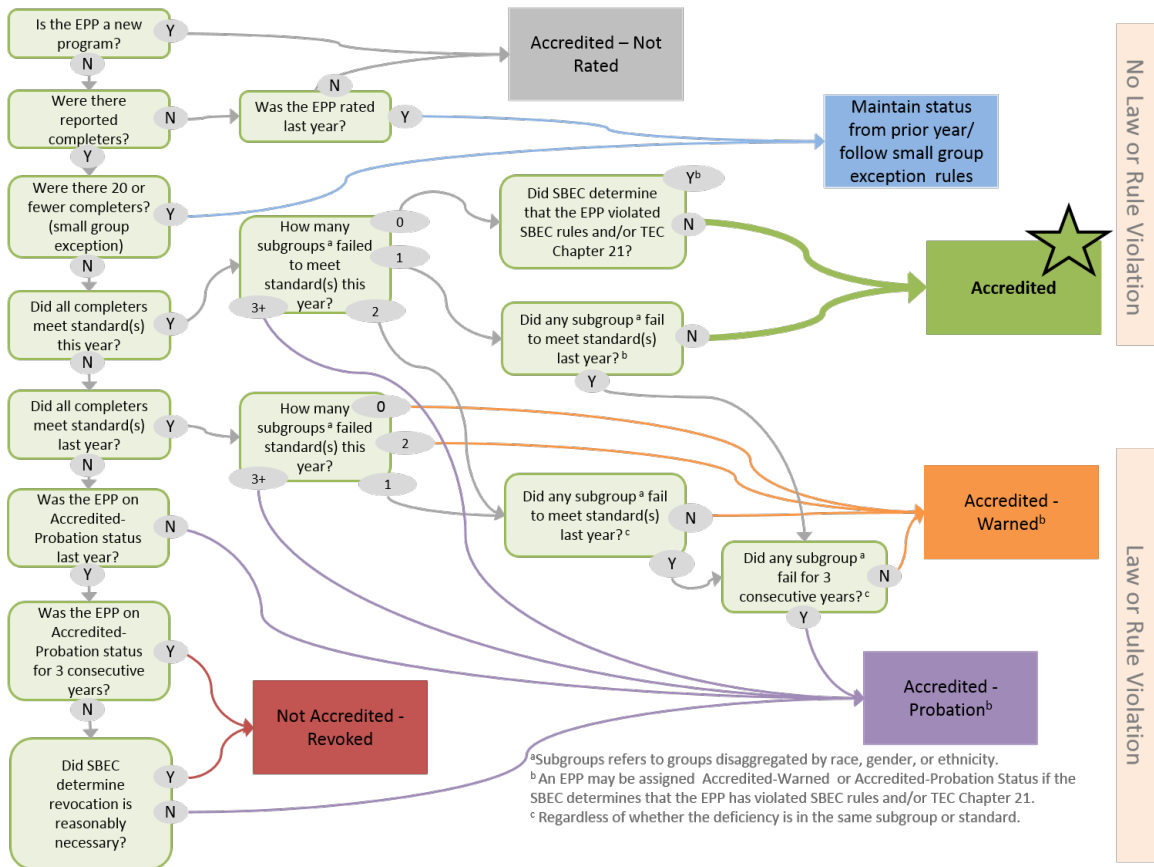 Is the EPP a new
program?
Y
N
Accredited – Not
Rated
Were there
reported
completers?
N
Y
Was the EPP rated
last year?
N
Y
Maintain status
from prior year/
follow small group
exception rules
Were there 20 or
fewer completers?
(small group
exception)
Y
N
How many
subgroups a failed
to meet
standard(s) this
year?
0
1
2
3+
Did SBEC determine
that the EPP violated
SBEC rules and/or TEC
Chapter 21?
Yb
N
Accredited
No Law or Rule Violation
Did all completers
meet standard(s)
this year?
Y
N
Did any subgroup a fail
to meet standard(s)
last year? b
N
Y
Did all completers
meet standard(s)
last year?
Y
N
How many
subgroups a failed
standard(s) this
year?
0
2
1
3+
Was the EPP on
Accredited-
Probation status
last year?
N
Y
Did any subgroup a fail
to meet standard(s)
last year? c
N
Y
Accredited -
Warnedb
Did any subgroup a
fail for 3
consecutive years? c
N
Y
Law or Rule Violation
Was the EPP on
Accredited-
Probation status
for 3 consecutive
years?
Y
N
Not Accredited -
Revoked
Accredited -
Probationb
Did SBEC
determine
revocation is
reasonably
necessary?
Y
N
aSubgroups refers to groups disaggregated by race, gender, or ethnicity.
b An EPP may be assigned Accredited-Warned or Accredited-Probation Status if the
SBEC determines that the EPP has violated SBEC rules and/or TEC Chapter 21.
c Regardless of whether the deficiency is in the same subgroup or standard.